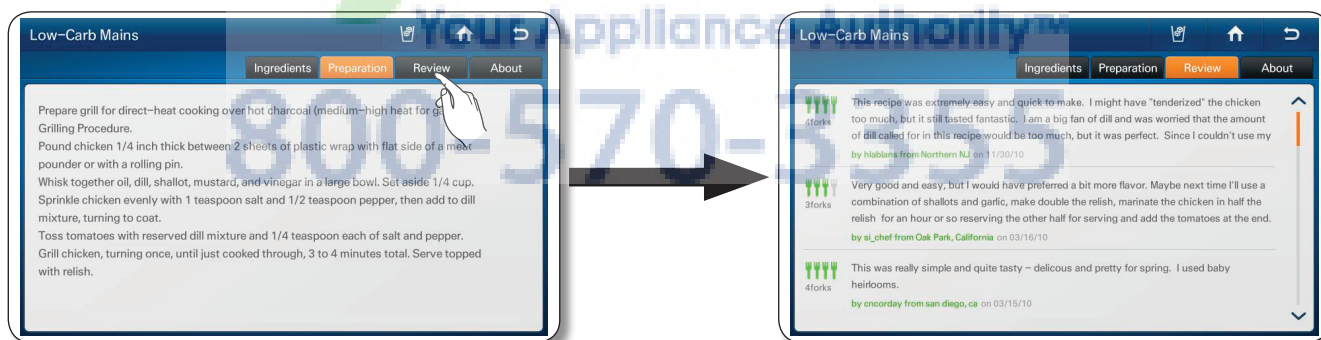 Your Appliance Authority™
800-570-3355
Low-Carb Mains
Ingredients Preparation Review About
Prepare grill for direct-heat cooking over hot charcoal (medium-high heat for g
Grilling Procedure.
Pound chicken 1/4 inch thick between 2 sheets of plastic wrap with flat side of a meat
pounder or with a rolling pin.
Whisk together oil, dill, shallot, mustard, and vinegar in a large bowl. Set aside 1/4 cup.
Sprinkle chicken evenly with 1 teaspoon salt and 1/2 teaspoon pepper, then add to dill
mixture, turning to coat.
Toss tomatoes with reserved dill mixture and 1/4 teaspoon each of salt and pepper.
Grill chicken, turning once, until just cooked through, 3 to 4 minutes total. Serve topped
with relish.
Low-Carb Mains
Ingredients Preparation Review About
4forks
This recipe was extremely easy and quick to make. I might have "tenderized" the chicken
too much, but it still tasted fantastic. I am a big fan of dill and was worried that the amount
of dill called for in this recipe would be too much, but it was perfect. Since I couldn't use my
by hlablans from Northern NJ on 11/30/10
3forks
Very good and easy, but I would have preferred a bit more flavor. Maybe next time I'll use a
combination of shallots and garlic, make double the relish, marinate the chicken in half the
relish for an hour or so reserving the other half for serving and add the tomatoes at the end.
by si_chef from Oak Park, California on 03/16/10
4forks
This was really simple and quite tasty - delicous and pretty for spring. I used baby
heirlooms.
by cncorday from san diego, ca on 03/15/10